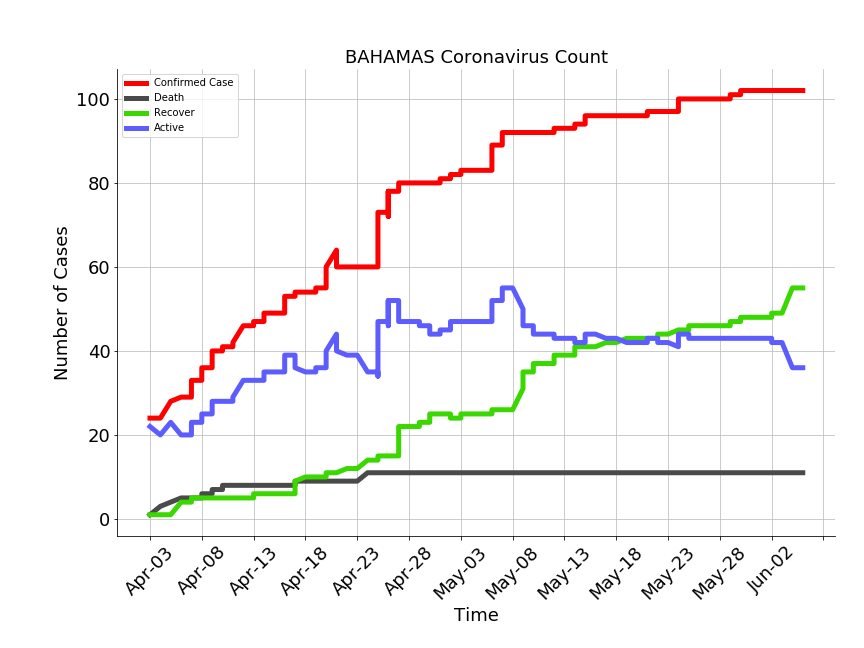 BAHAMAS Coronavirus Count
Confirmed Case
Death
Recover
Active
Number of Cases
100
80
60
40
20
0
Apr-03
Apr-08
Apr-13
Apr-18
Apr-23
Apr-28
May-03
May-08
May-13
May-18
May-23
May-28
Jun-02
Time